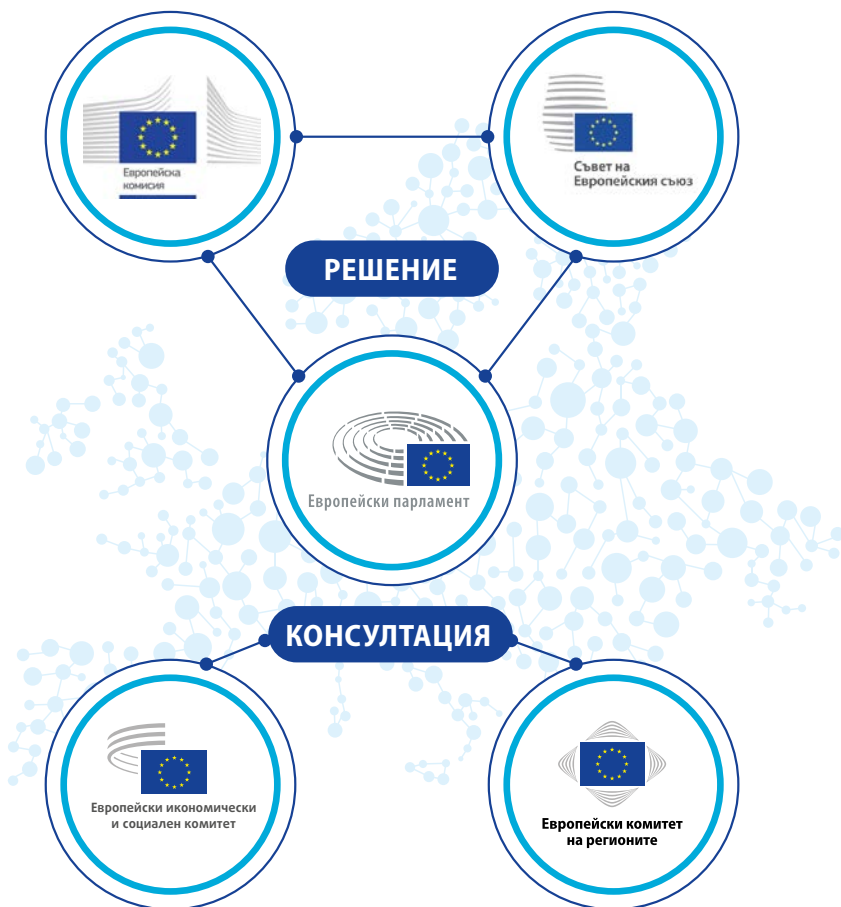 Европейска
комисия
Съвет на
Европейския съюз
РЕШЕНИЕ
Европейски парламент
КОНСУЛТАЦИЯ
Европейски икономически
и социален комитет
Европейски комитет
на регионите